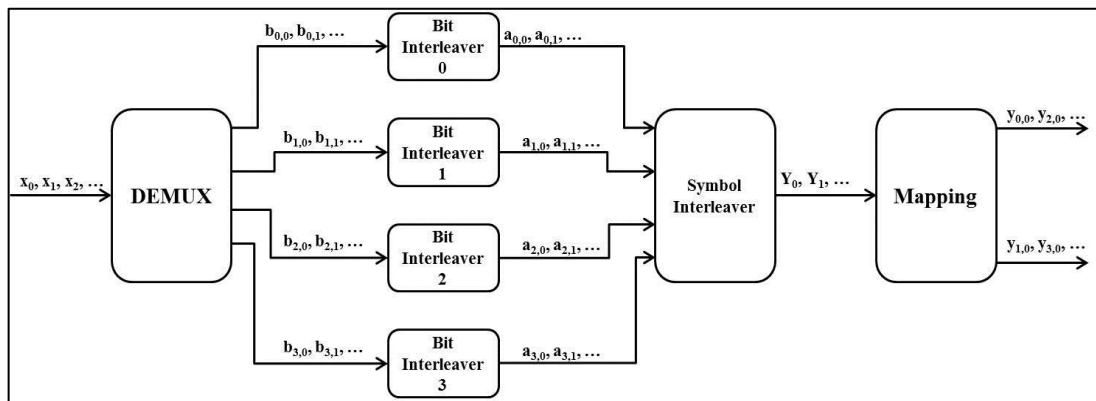 x₀, x₁, x₂, ...
DEMUX
b₀,₀, b₀,₁, ...
Bit
Interleaver
0
a₀,₀, a₀,₁, ...
b₁,₀, b₁,₁, ...
Bit
Interleaver
1
a₁,₀, a₁,₁, ...
b₂,₀, b₂,₁, ...
Bit
Interleaver
2
a₂,₀, a₂,₁, ...
b₃,₀, b₃,₁, ...
Bit
Interleaver
3
a₃,₀, a₃,₁, ...
Symbol
Interleaver
Y₀, Y₁, ...
Mapping
y₀,₀, y₂,₀, ...
y₁,₀, y₃,₀, ...